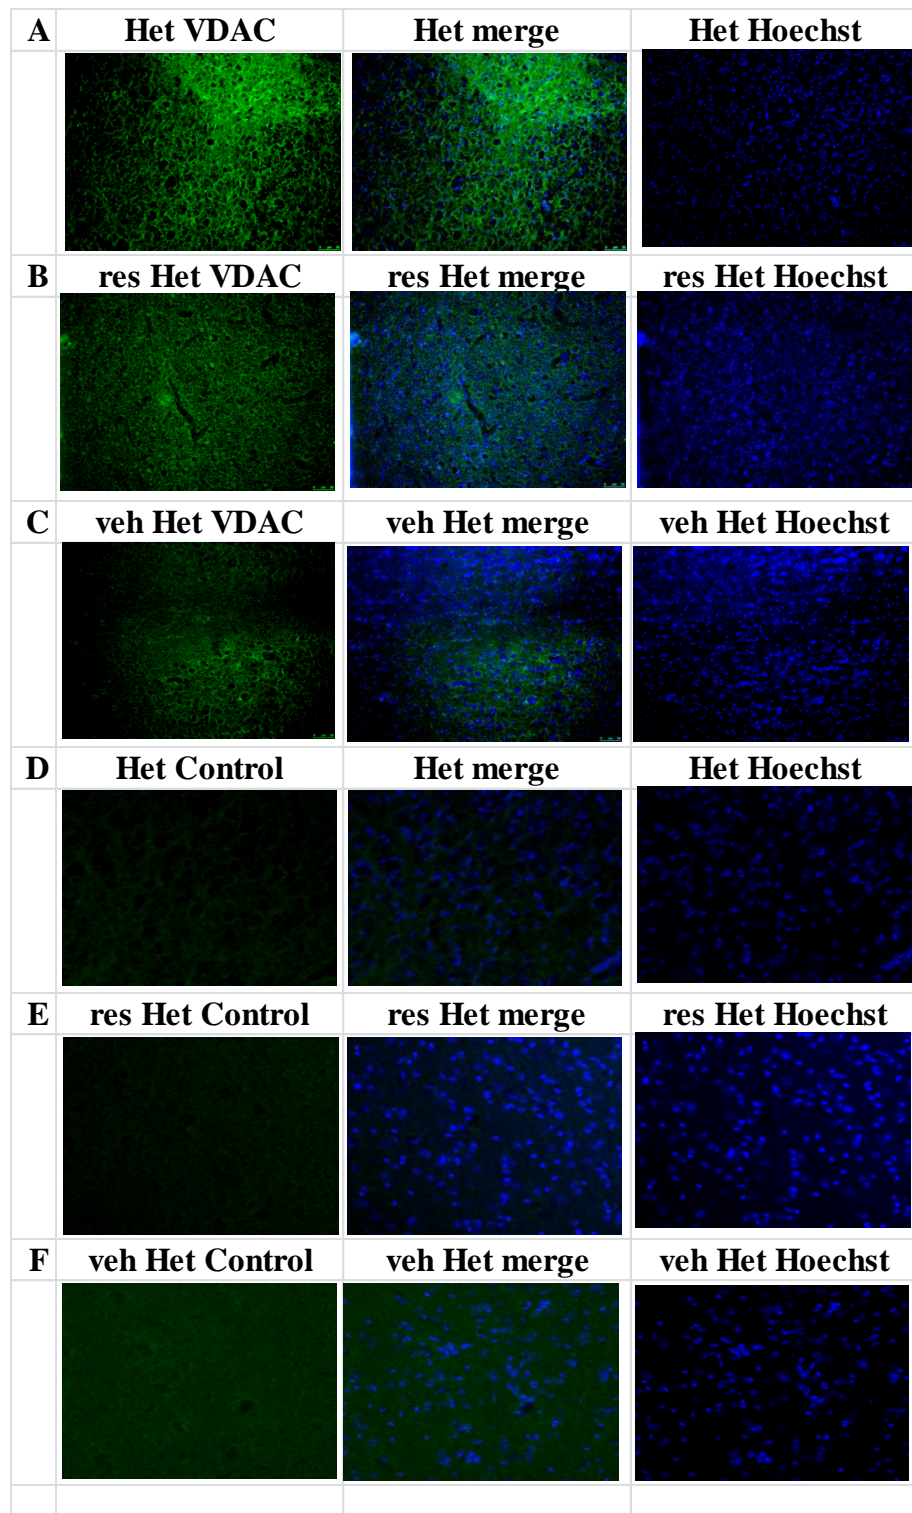 A Het VDAC Het merge Het Hoechst
B res Het VDAC res Het merge res Het Hoechst
C veh Het VDAC veh Het merge veh Het Hoechst
D Het Control Het merge Het Hoechst
E res Het Control res Het merge res Het Hoechst
F veh Het Control veh Het merge veh Het Hoechst